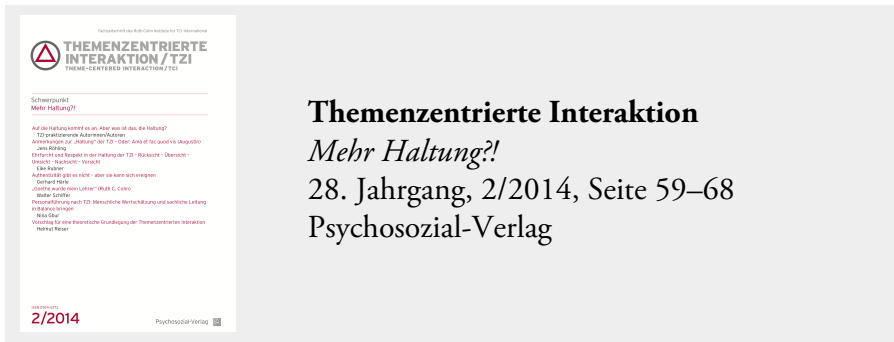 Fachzeitschrift des Ruth Cohn Institute for TCI International
THEMENZENTRIERTE
INTERAKTION / TZI
THEME-CENTERED INTERACTION/TCI
Schwerpunkt
Mehr Haltung?!
Auf die Haltung kommt es an. Aber was ist das, die Haltung?
TZI-praktizierende Autorinnen/Autoren
Anmerkungen zur „Haltung“ der TZI – Oder: Ama et fac quod vis (Augustin)
Jens Röhling
Ehrfurcht und Respekt in der Haltung der TZI – Rücksicht – Übersicht –
Umsicht – Nachsicht – Vorsicht
Eike Rubner
Authentizität gibt es nicht – aber sie kann sich ereignen
Gerhard Härle
„Goethe wurde mein Lehrer“ (Ruth C. Cohn)
Walter Schiffer
Personalführung nach TZI: Menschliche Wertschätzung und sachliche Leitung
in Balance bringen
Nina Gbur
Vorschlag für eine theoretische Grundlegung der Themenzentrierten Interaktion
Helmut Reiser
2/2014
Psychosozial-Verlag
Themenzentrierte Interaktion
Mehr Haltung?!
28. Jahrgang, 2/2014, Seite 59–68
Psychosozial-Verlag